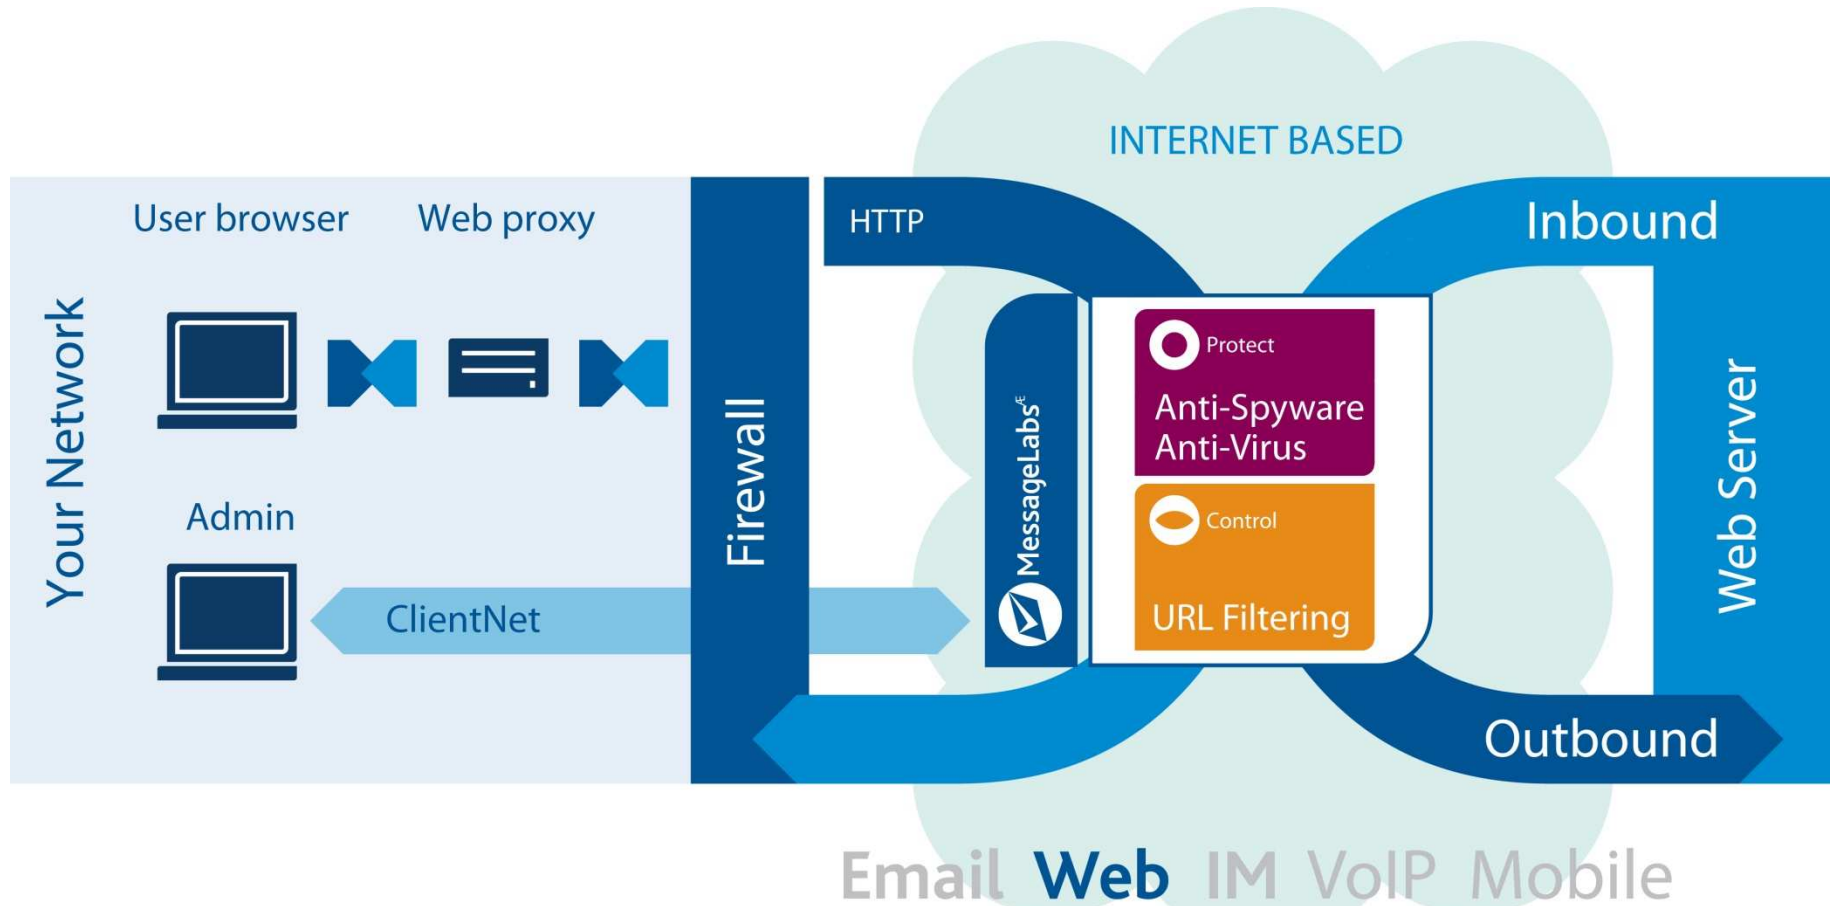 INTERNET BASED
User browser
Web proxy
HTTP
Inbound
Your Network
Firewall
MessageLabs Æ
Protect
Anti-Spyware
Anti-Virus
Web Server
Admin
Control
ClientNet
URL Filtering
Outbound
Email Web IM VoIP Mobile